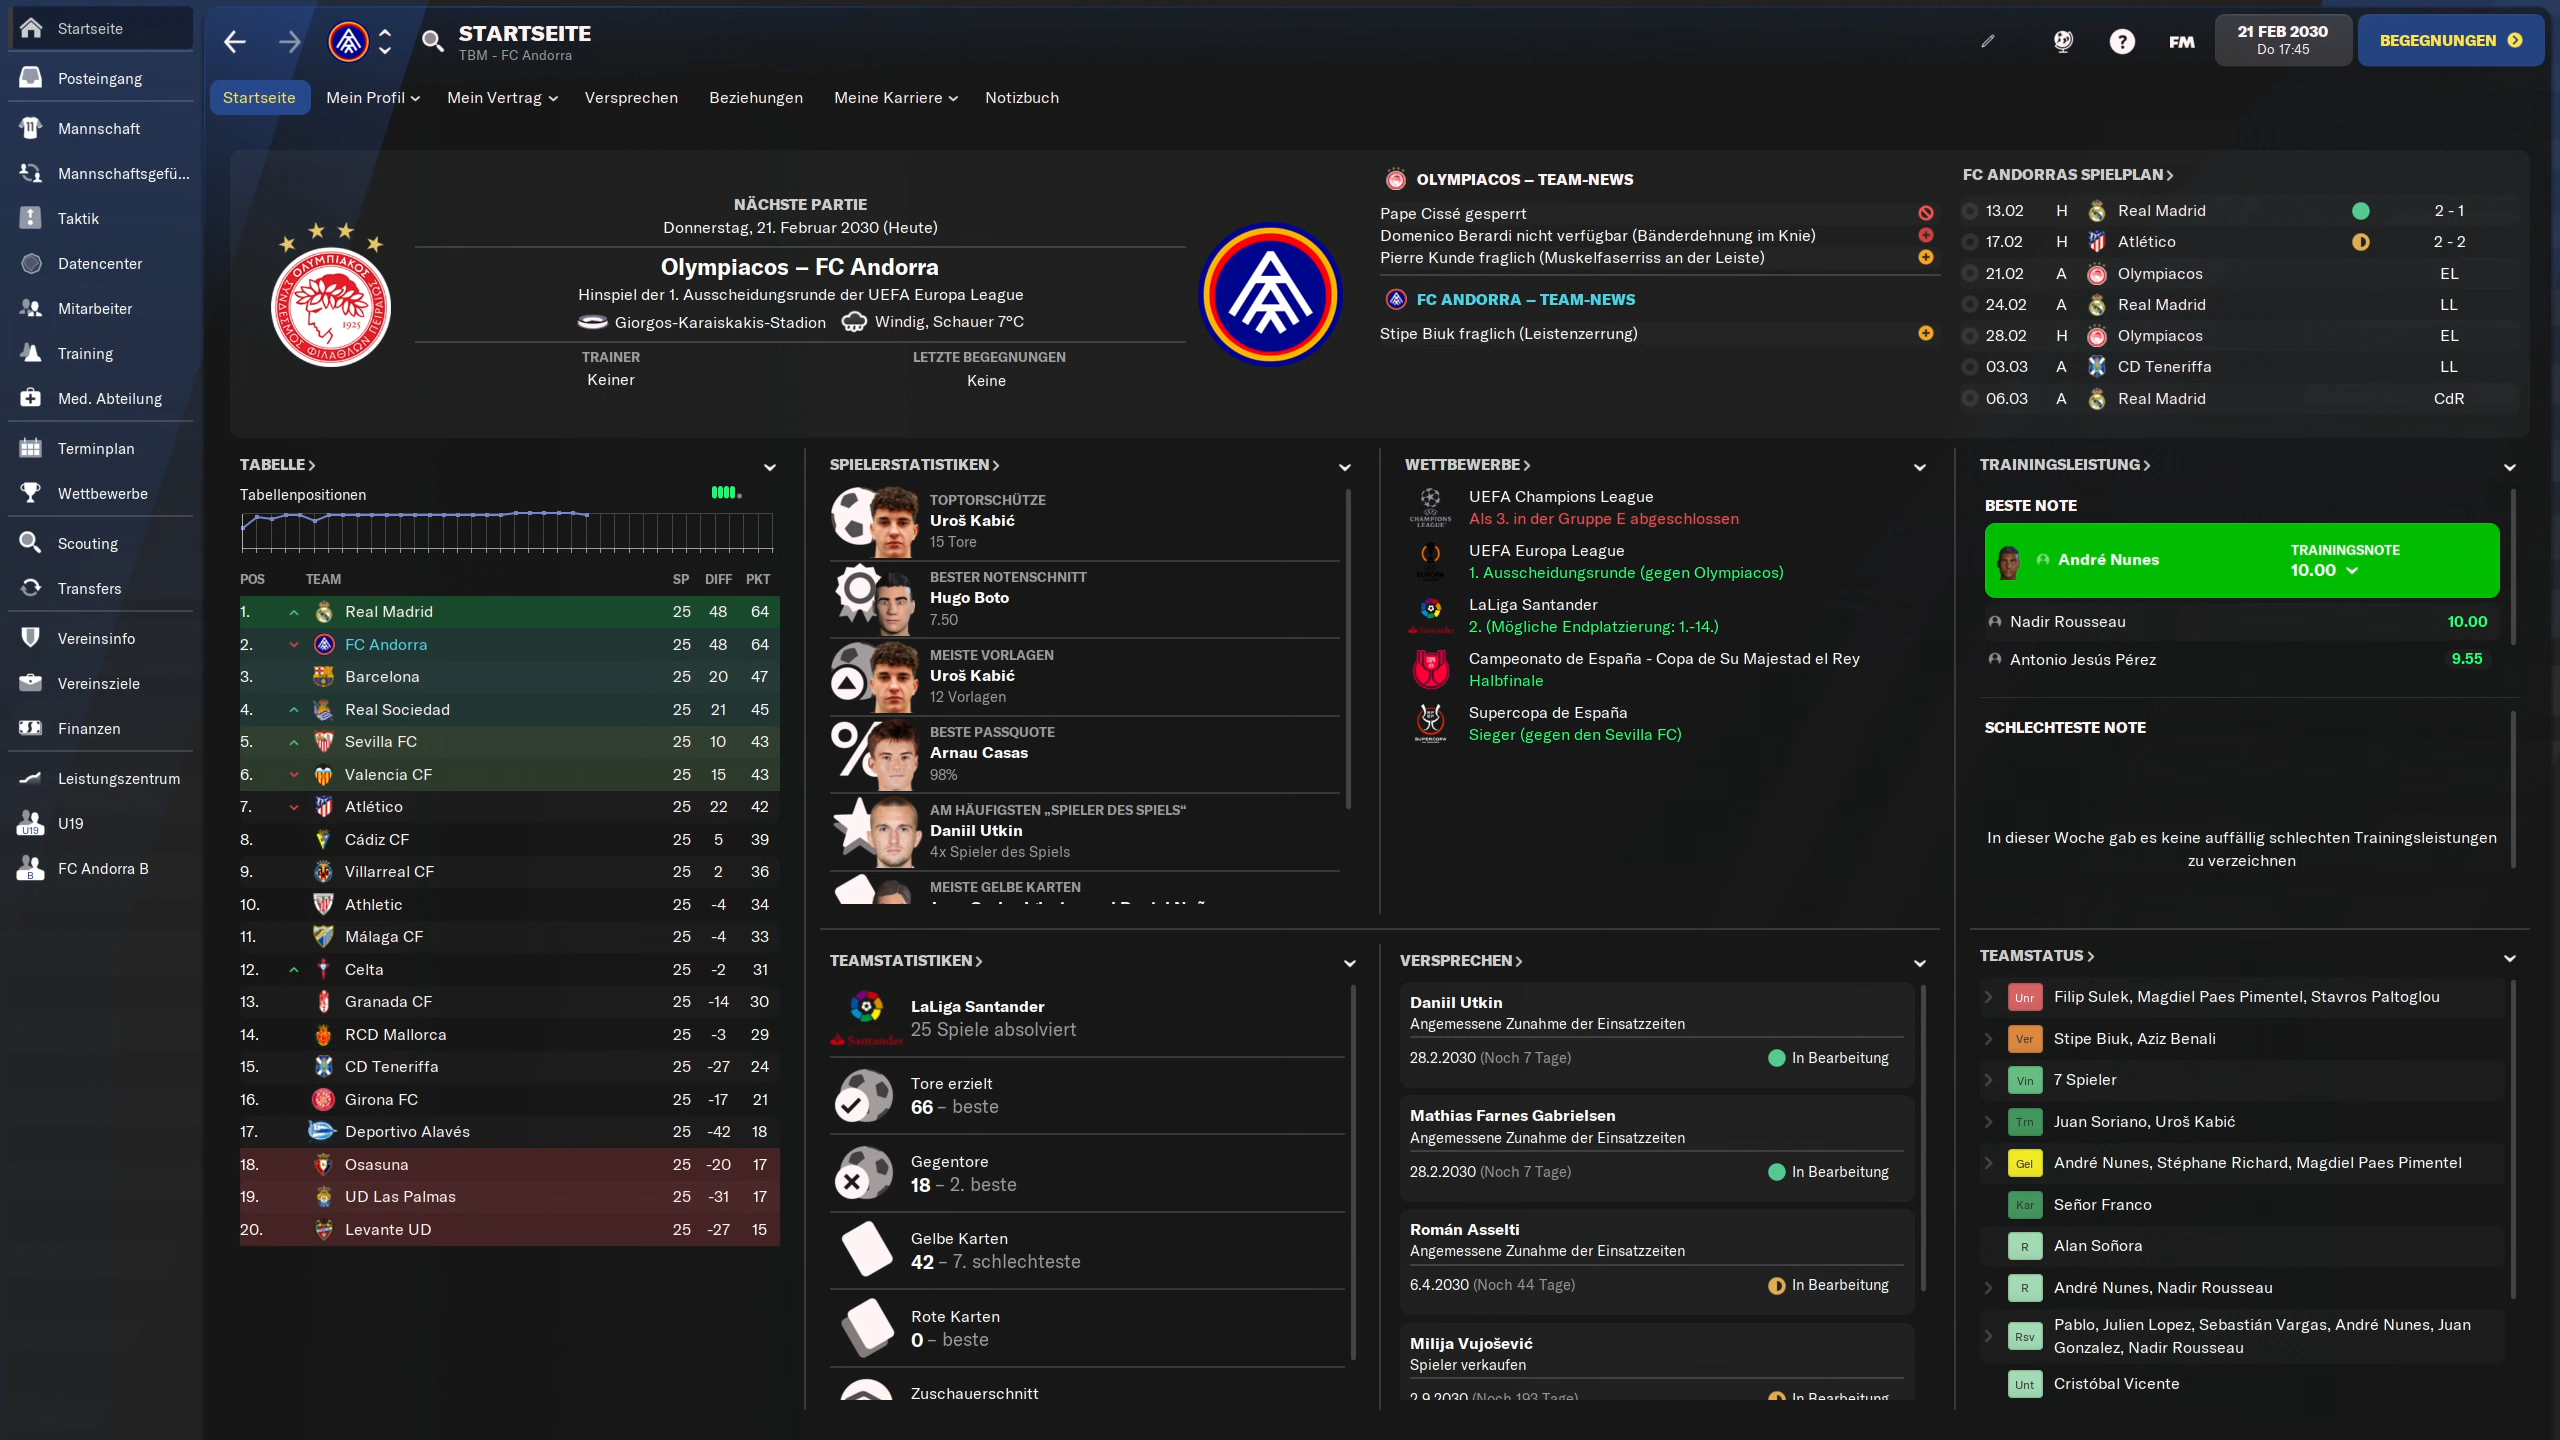 Startseite
Posteingang
Mannschaft
Mannschaftsgefü...
Taktik
Datencenter
Mitarbeiter
Training
Med. Abteilung
Terminplan
Wettbewerbe
Scouting
Transfers
Vereinsinfo
Vereinsziele
Finanzen
Leistungszentrum
U19
U19
B
FC Andorra B
STARTSEITE
TBM - FC Andorra
?
FM
21 FEB 2030
Do 17:45
BEGEGNUNGEN
Startseite Mein Profil Mein Vertrag Versprechen Beziehungen Meine Karriere Notizbuch
NÄCHSTE PARTIE
Donnerstag, 21. Februar 2030 (Heute)
Olympiacos – FC Andorra
Hinspiel der 1. Ausscheidungsrunde der UEFA Europa League
Giorgos-Karaiskakis-Stadion Windig, Schauer 7°C
TRAINER
Keiner
LETZTE BEGEGNUNGEN
Keine
1925
OLYMPIACOS – TEAM-NEWS
Pape Cissé gesperrt
Domenico Berardi nicht verfügbar (Bänderdehnung im Knie)
Pierre Kunde fraglich (Muskelfaserriss an der Leiste)
FC ANDORRA – TEAM-NEWS
Stipe Biuk fraglich (Leistenzerrung)
FC ANDORRAS SPIELPLAN
13.02 H Real Madrid 2 - 1
17.02 H Atlético 2 - 2
21.02 A Olympiacos EL
24.02 A Real Madrid LL
28.02 H Olympiacos EL
03.03 A CD Teneriffa LL
06.03 A Real Madrid CdR
TABELLE
Tabellenpositionen
POS TEAM SP DIFF PKT
1. Real Madrid 25 48 64
2. FC Andorra 25 48 64
3. Barcelona 25 20 47
4. Real Sociedad 25 21 45
5. Sevilla FC 25 10 43
6. Valencia CF 25 15 43
7. Atlético 25 22 42
8. Cádiz CF 25 5 39
9. Villarreal CF 25 2 36
10. Athletic 25 -4 34
11. Málaga CF 25 -4 33
12. Celta 25 -2 31
13. Granada CF 25 -14 30
14. RCD Mallorca 25 -3 29
15. CD Teneriffa 25 -27 24
16. Girona FC 25 -17 21
17. Deportivo Alavés 25 -42 18
18. Osasuna 25 -20 17
19. UD Las Palmas 25 -31 17
20. Levante UD 25 -27 15
SPIELERSTATISTIKEN
TOPTORSCHÜTZE
Uroš Kabić
15 Tore
BESTER NOTENSCHNITT
Hugo Boto
7.50
MEISTE VORLAGEN
Uroš Kabić
12 Vorlagen
BESTE PASSQUOTE
Arnau Casas
98%
AM HÄUFIGSTEN „SPIELER DES SPIELS“
Daniil Utkin
4x Spieler des Spiels
MEISTE GELBE KARTEN
WETTBEWERBE
CHAMPIONS
LEAGUE
UEFA Champions League
Als 3. in der Gruppe E abgeschlossen
UEFA Europa League
1. Ausscheidungsrunde (gegen Olympiacos)
LaLiga Santander
2. (Mögliche Endplatzierung: 1.-14.)
Campeonato de España - Copa de Su Majestad el Rey
Halbfinale
Supercopa de España
Sieger (gegen den Sevilla FC)
TRAININGSLEISTUNG
BESTE NOTE
André Nunes
TRAININGSNOTE
10.00
Nadir Rousseau 10.00
Antonio Jesús Pérez 9.55
SCHLECHTESTE NOTE
In dieser Woche gab es keine auffällig schlechten Trainingsleistungen
zu verzeichnen
TEAMSTATISTIKEN
Santander
LaLiga Santander
25 Spiele absolviert
Tore erzielt
66 – beste
Gegentore
18 – 2. beste
Gelbe Karten
42 – 7. schlechteste
Rote Karten
0 – beste
Zuschauerschnitt
VERSPRECHEN
Daniil Utkin
Angemessene Zunahme der Einsatzzeiten
28.2.2030 (Noch 7 Tage) In Bearbeitung
Mathias Farnes Gabrielsen
Angemessene Zunahme der Einsatzzeiten
28.2.2030 (Noch 7 Tage) In Bearbeitung
Román Asselti
Angemessene Zunahme der Einsatzzeiten
6.4.2030 (Noch 44 Tage) In Bearbeitung
Milija Vujošević
Spieler verkaufen
2.9.2030 (Noch 193 Tage) In Bearbeitung
TEAMSTATUS
Unr Filip Sulek, Magdiel Paes Pimentel, Stavros Paltoglou
Ver Stipe Biuk, Aziz Benali
Vin 7 Spieler
Trn Juan Soriano, Uroš Kabić
Gel André Nunes, Stéphane Richard, Magdiel Paes Pimentel
Kar Señor Franco
R Alan Soñora
R André Nunes, Nadir Rousseau
Rsv Pablo, Julien Lopez, Sebastián Vargas, André Nunes, Juan
Gonzalez, Nadir Rousseau
Unt Cristóbal Vicente